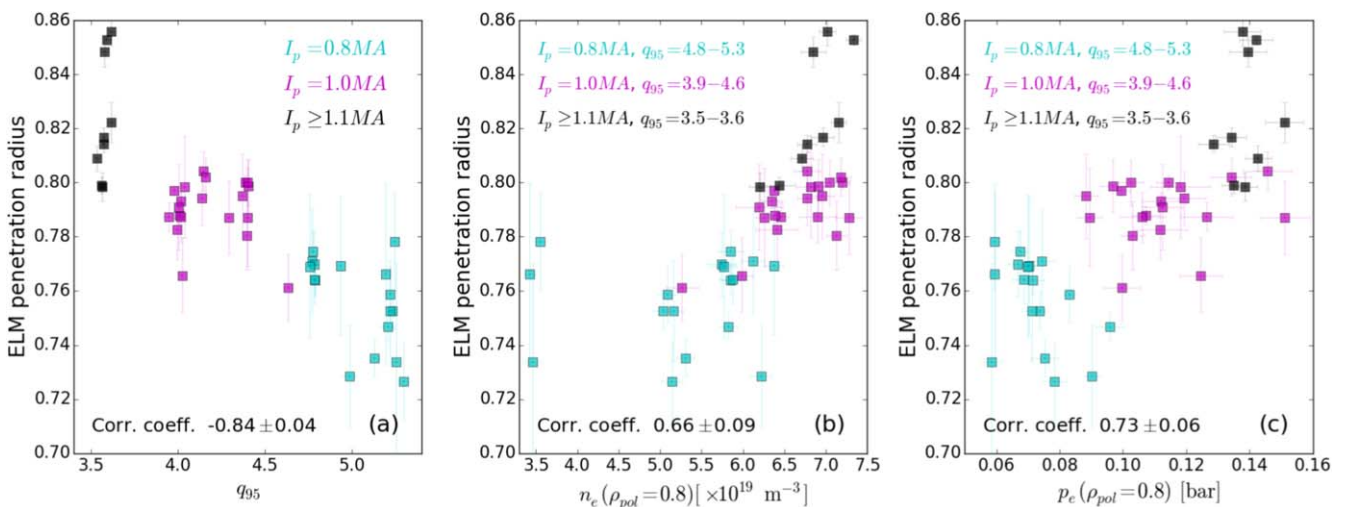 0.86
0.84
0.82
0.80
0.78
0.76
0.74
0.72
0.70
ELM penetration radius
I_p = 0.8MA
I_p = 1.0MA
I_p ≥ 1.1MA
Corr. coeff. -0.84 ± 0.04 (a)
3.5 4.0 4.5 5.0
q_95
0.86
0.84
0.82
0.80
0.78
0.76
0.74
0.72
0.70
ELM penetration radius
I_p = 0.8MA, q_95 = 4.8−5.3
I_p = 1.0MA, q_95 = 3.9−4.6
I_p ≥ 1.1MA, q_95 = 3.5−3.6
Corr. coeff. 0.66 ± 0.09 (b)
3.5 4.0 4.5 5.0 5.5 6.0 6.5 7.0 7.5
n_e(ρ_pol = 0.8)[×10^19 m^−3]
0.86
0.84
0.82
0.80
0.78
0.76
0.74
0.72
0.70
ELM penetration radius
I_p = 0.8MA, q_95 = 4.8−5.3
I_p = 1.0MA, q_95 = 3.9−4.6
I_p ≥ 1.1MA, q_95 = 3.5−3.6
Corr. coeff. 0.73 ± 0.06 (c)
0.06 0.08 0.10 0.12 0.14 0.16
p_e(ρ_pol = 0.8) [bar]